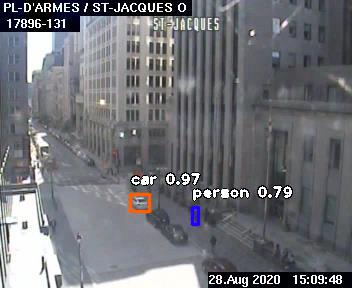 PL-D'ARMES / ST-JACQUES O
17896-131
ST-JACQUES
car 0.97
person 0.79
28.Aug 2020 15:09:48